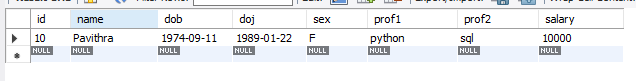 id name dob doj sex prof1 prof2 salary
10 Pavithra 1974-09-11 1989-01-22 F python sql 10000
NULL NULL NULL NULL NULL NULL NULL NULL